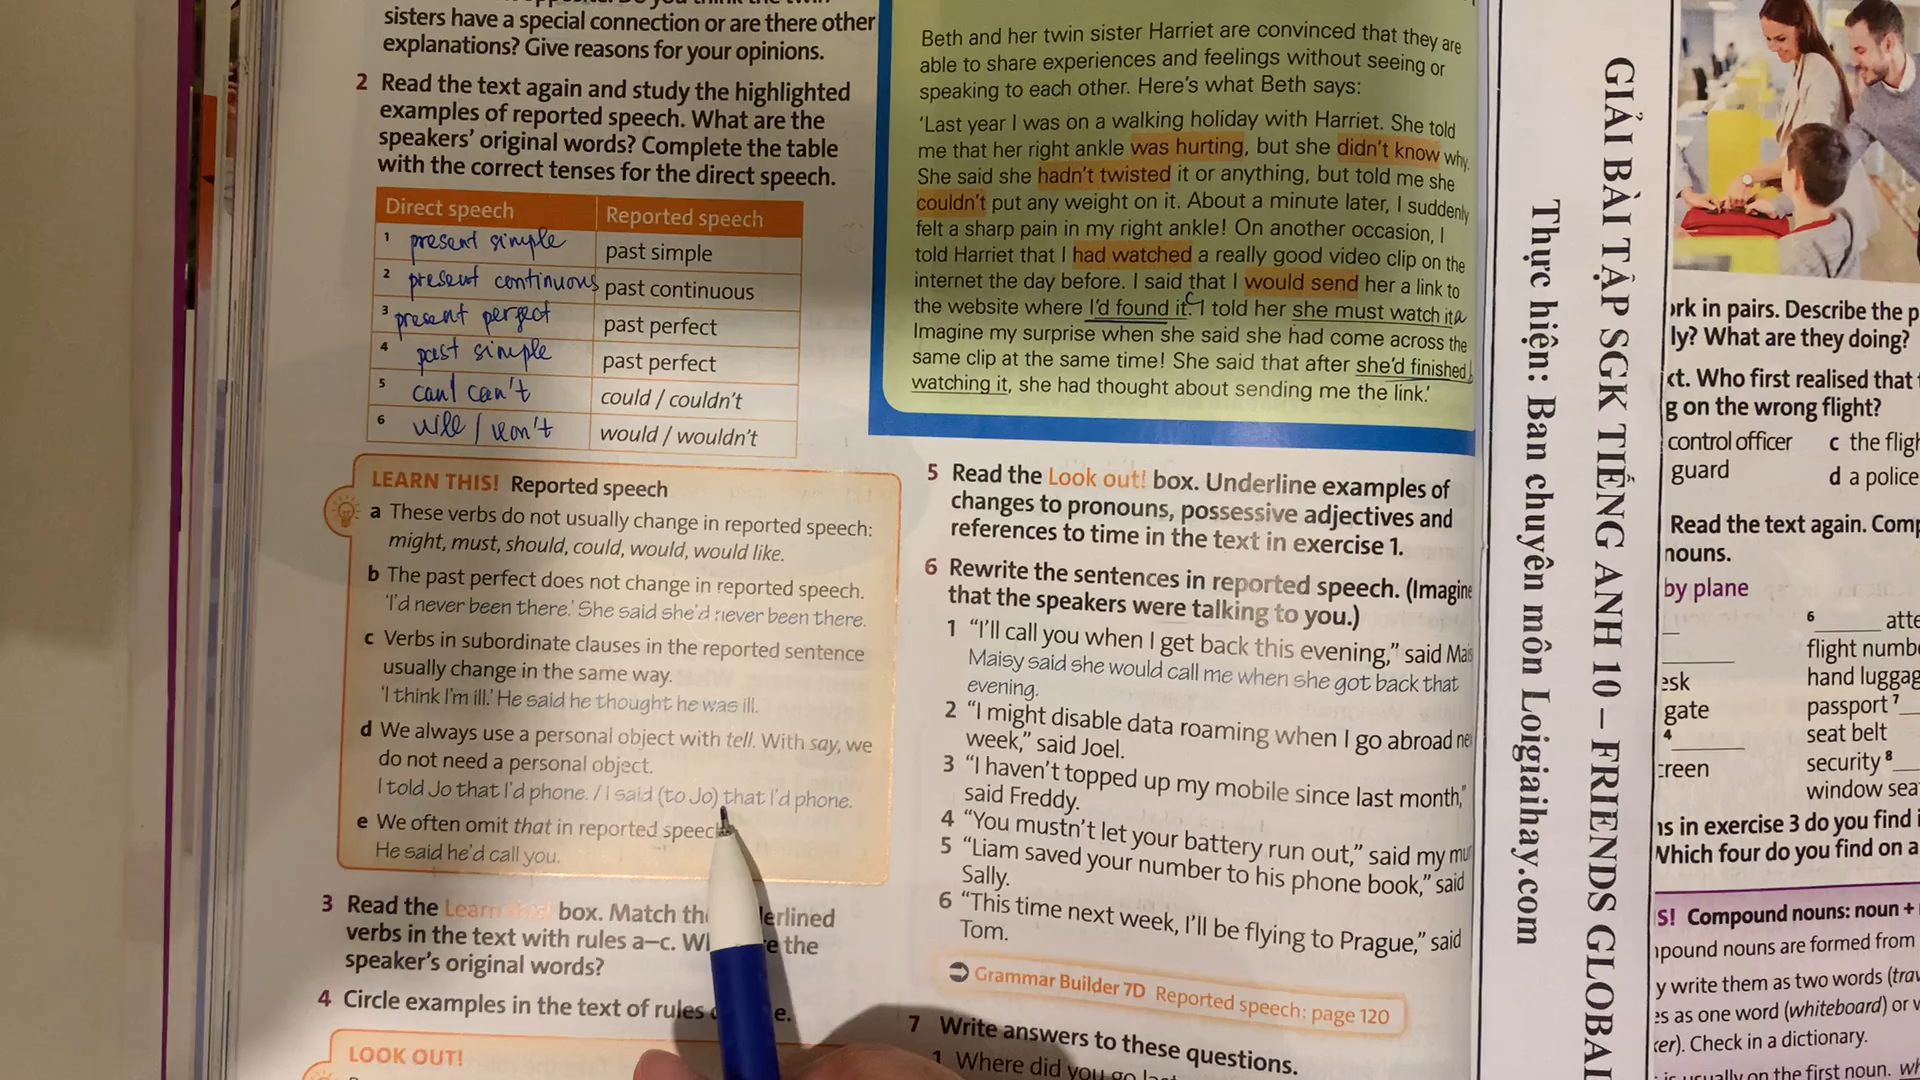 sisters have a special connection or are there other
explanations? Give reasons for your opinions.
2 Read the text again and study the highlighted
examples of reported speech. What are the
speakers' original words? Complete the table
with the correct tenses for the direct speech.
Direct speech Reported speech
1 present simple past simple
2 present continuous past continuous
3 present perfect past perfect
4 past simple past perfect
5 can/ can't could / couldn't
6 will / won't would / wouldn't
LEARN THIS! Reported speech
a These verbs do not usually change in reported speech:
might, must, should, could, would, would like.
b The past perfect does not change in reported speech.
'I'd never been there.' She said she'd never been there.
c Verbs in subordinate clauses in the reported sentence
usually change in the same way.
'I think I'm ill.' He said he thought he was ill.
d We always use a personal object with tell. With say, we
do not need a personal object.
I told Jo that I'd phone. / I said (to Jo) that I'd phone.
e We often omit that in reported speech
He said he'd call you.
3 Read the Learn this! box. Match the underlined
verbs in the text with rules a–c. the
speaker's original words?
4 Circle examples in the text of rules e.
LOOK OUT!
Beth and her twin sister Harriet are convinced that they are
able to share experiences and feelings without seeing or
speaking to each other. Here's what Beth says:
'Last year I was on a walking holiday with Harriet. She told
me that her right ankle was hurting, but she didn't know why.
She said she hadn't twisted it or anything, but told me she
couldn't put any weight on it. About a minute later, I suddenly
felt a sharp pain in my right ankle! On another occasion, I
told Harriet that I had watched a really good video clip on the
internet the day before. I said that I would send her a link to
the website where I'd found it. I told her she must watch it.
Imagine my surprise when she said she had come across the
same clip at the same time! She said that after she'd finished
watching it, she had thought about sending me the link.'
5 Read the Look out! box. Underline examples of
changes to pronouns, possessive adjectives and
references to time in the text in exercise 1.
6 Rewrite the sentences in reported speech. (Imagine
that the speakers were talking to you.)
1 "I'll call you when I get back this evening," said Mais
Maisy said she would call me when she got back that
evening.
2 "I might disable data roaming when I go abroad ne
week," said Joel.
3 "I haven't topped up my mobile since last month,"
said Freddy.
4 "You mustn't let your battery run out," said my mu
5 "Liam saved your number to his phone book," said
Sally.
6 "This time next week, I'll be flying to Prague," said
Tom.
Grammar Builder 7D Reported speech: page 120
7 Write answers to these questions.
1 Where did you go
GIẢI BÀI TẬP SGK TIẾNG ANH 10 – FRIENDS GLOBAL
Thực hiện: Ban chuyên môn Loigiaihay.com
ork in pairs. Describe the p
ly? What are they doing?
xt. Who first realised that
g on the wrong flight?
control officer c the fligh
guard d a police
Read the text again. Comp
nouns.
by plane
6 atte
flight numb
esk hand luggag
gate passport 7
4 seat belt
creen security 8
window sea
ns in exercise 3 do you find i
Which four do you find on a
S! Compound nouns: noun +
pound nouns are formed from
y write them as two words (trav
es as one word (whiteboard) or v
ker). Check in a dictionary.
is usually on the first noun.